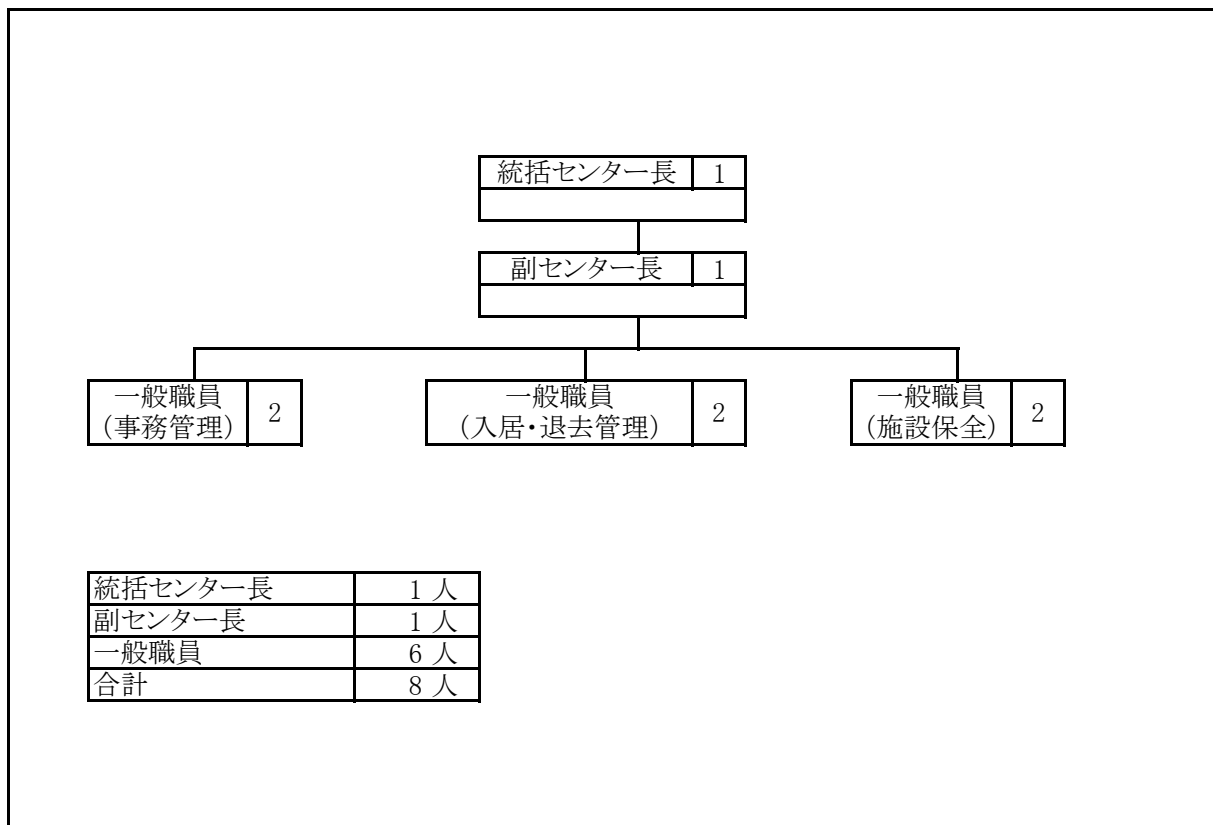 統括センター長 1
副センター長 1
一般職員
(事務管理) 2
一般職員
(入居・退去管理) 2
一般職員
(施設保全) 2
統括センター長 1 人
副センター長 1 人
一般職員 6 人
合計 8 人